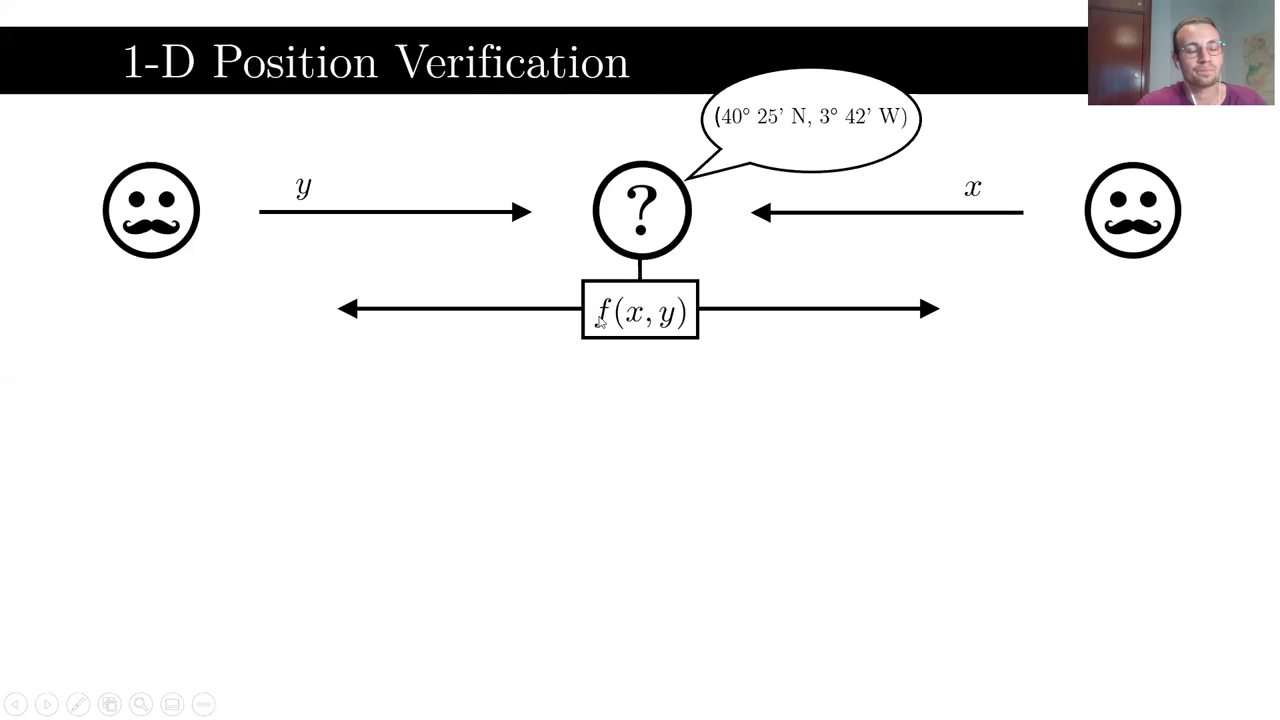 1-D Position Verification
(40° 25' N, 3° 42' W)
y
x
?
f(x, y)